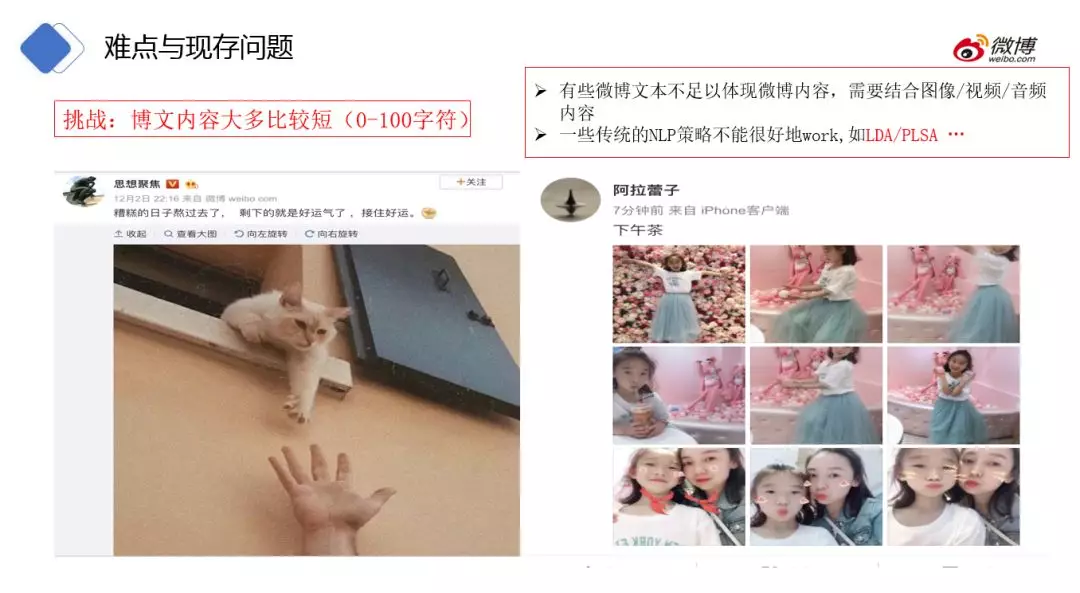 难点与现存问题
微博
weibo.com
挑战：博文内容大多比较短（0-100字符）
➢ 有些微博文本不足以体现微博内容，需要结合图像/视频/音频
内容
➢ 一些传统的NLP策略不能很好地work,如LDA/PLSA …
思想聚焦
+关注
12月2日 22:16 来自 微博 weibo.com
糟糕的日子熬过去了， 剩下的就是好运气了 ，接住好运。
收起 查看大图 向左旋转 向右旋转
阿拉蕾子
7分钟前 来自 iPhone客户端
下午茶